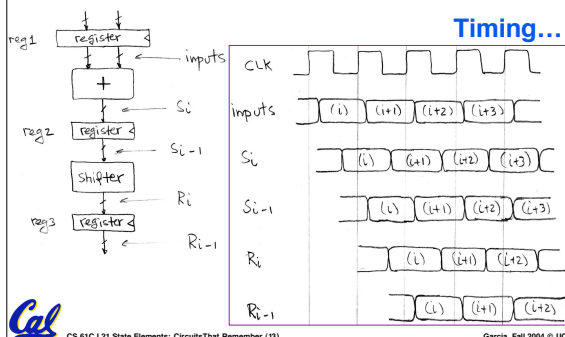 Timing…
reg1
register
inputs
+
Si
reg2
register
Si-1
Shifter
Ri
reg3
register
Ri-1
CLK
inputs (i) (i+1) (i+2) (i+3)
Si (i) (i+1) (i+2) (i+3)
Si-1 (i) (i+1) (i+2) (i+3)
Ri (i) (i+1) (i+2)
Ri-1 (i) (i+1) (i+2)
Cal
CS 61C L21 State Elements: CircuitsThat Remember (13)
Garcia, Fall 2004 © UC